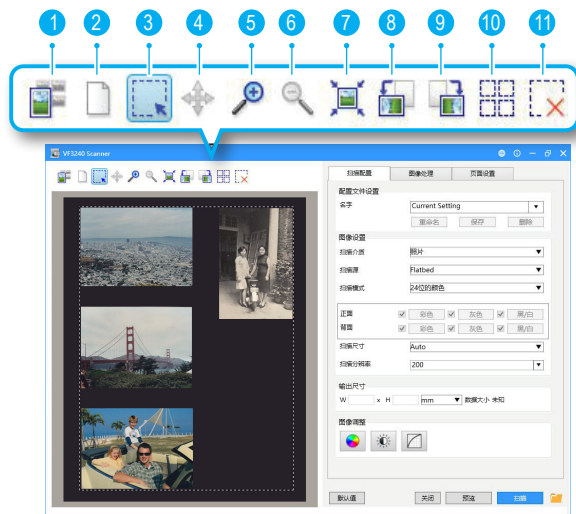 1 2 3 4 5 6 7 8 9 10 11
VF3240 Scanner
扫描配置 图像处理 页面设置
配置文件设置
名字 Current Setting
重命名 保存 删除
图像设置
扫描介质 照片
扫描源 Flatbed
扫描模式 24位的颜色
正面 彩色 灰色 黑/白
背面 彩色 灰色 黑/白
扫描尺寸 Auto
扫描分辨率 200
输出尺寸
W x H mm 数据大小 未知
图像调整
默认值 关闭 预览 扫描